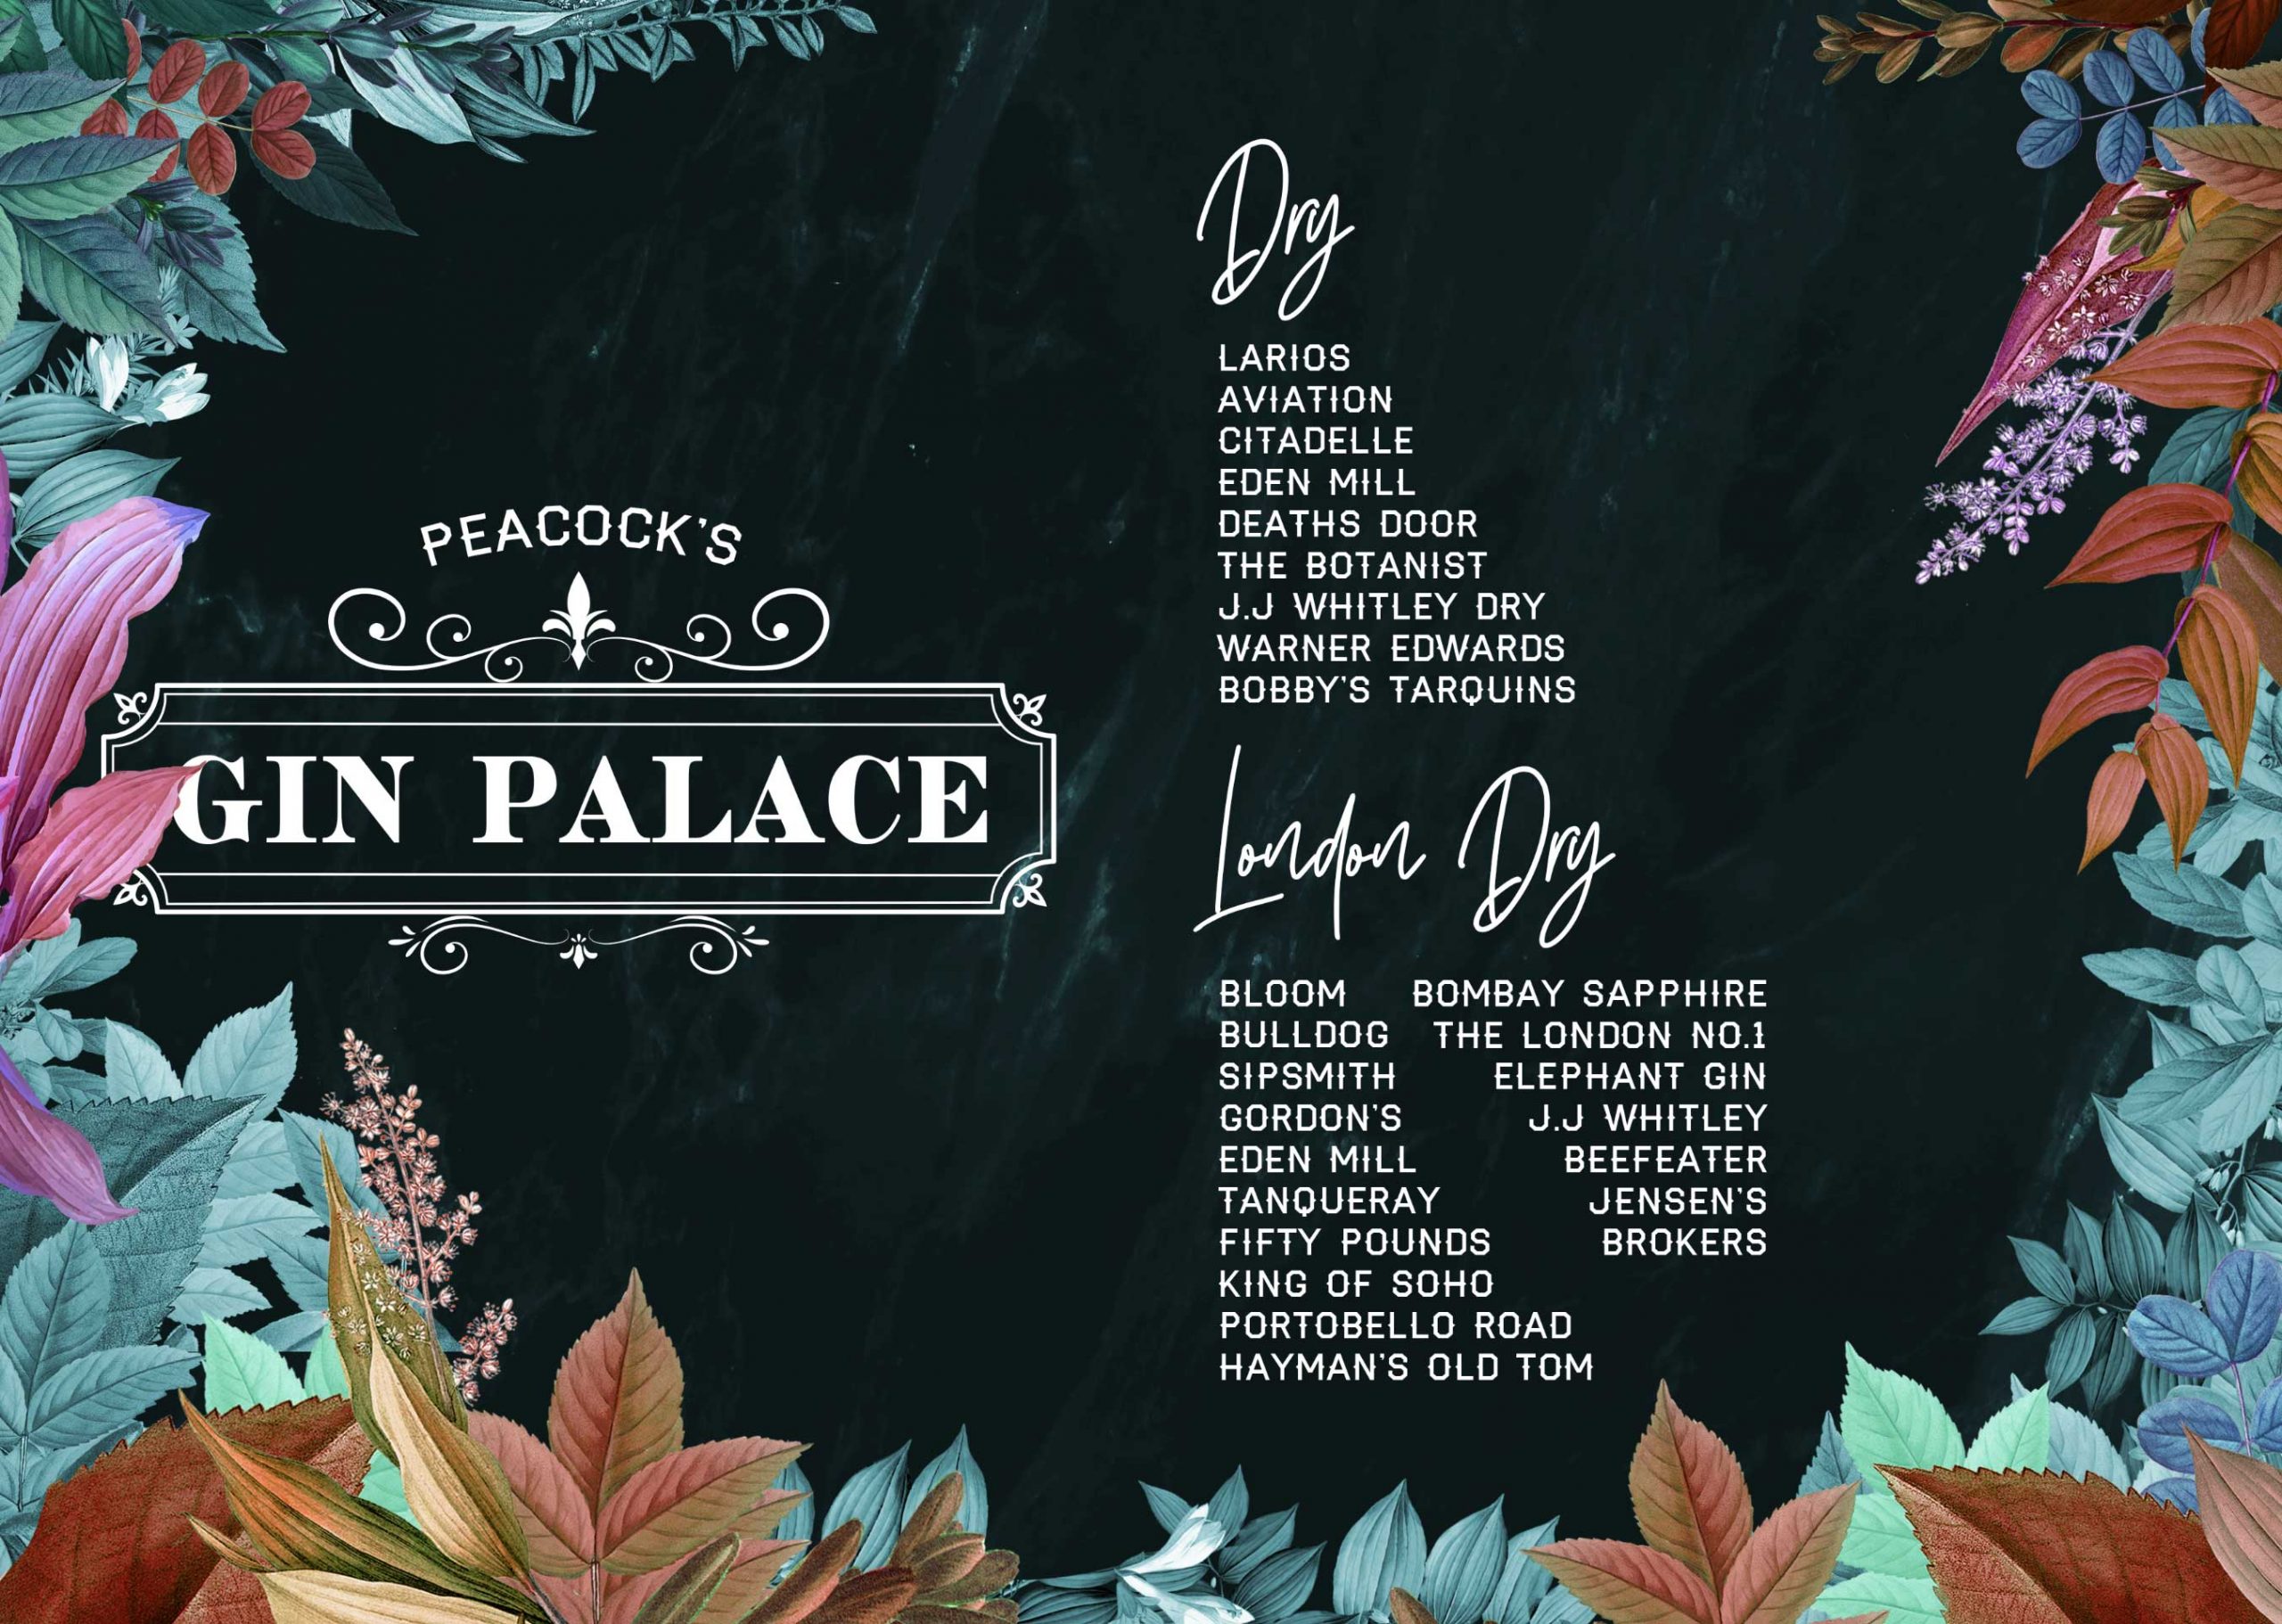 PEACOCK'S
GIN PALACE
Dry
LARIOS
AVIATION
CITADELLE
EDEN MILL
DEATHS DOOR
THE BOTANIST
J.J WHITLEY DRY
WARNER EDWARDS
BOBBY'S TARQUINS
London Dry
BLOOM
BULLDOG
SIPSMITH
GORDON'S
EDEN MILL
TANQUERAY
FIFTY POUNDS
KING OF SOHO
PORTOBELLO ROAD
HAYMAN'S OLD TOM
BOMBAY SAPPHIRE
THE LONDON NO.1
ELEPHANT GIN
J.J WHITLEY
BEEFEATER
JENSEN'S
BROKERS